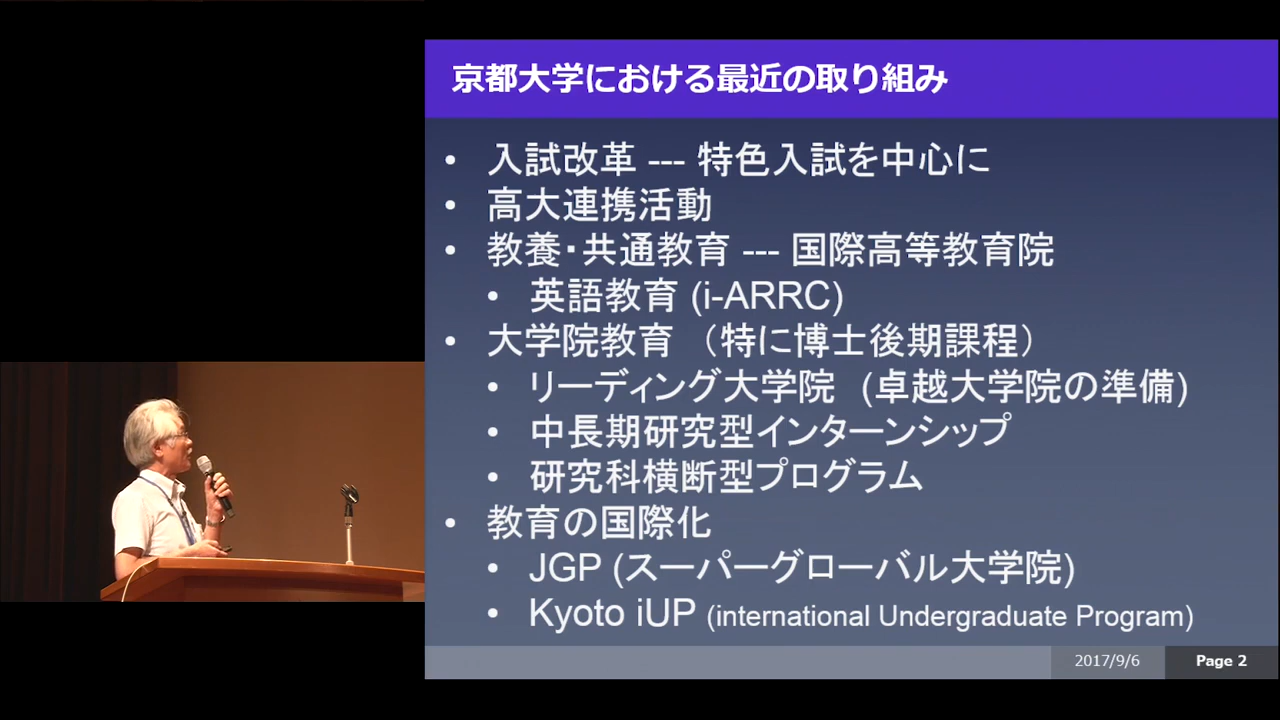 京都大学における最近の取り組み
• 入試改革 --- 特色入試を中心に
• 高大連携活動
• 教養・共通教育 --- 国際高等教育院
• 英語教育 (i-ARRC)
• 大学院教育 （特に博士後期課程）
• リーディング大学院 (卓越大学院の準備)
• 中長期研究型インターンシップ
• 研究科横断型プログラム
• 教育の国際化
• JGP (スーパーグローバル大学院)
• Kyoto iUP (international Undergraduate Program)
2017/9/6 Page 2